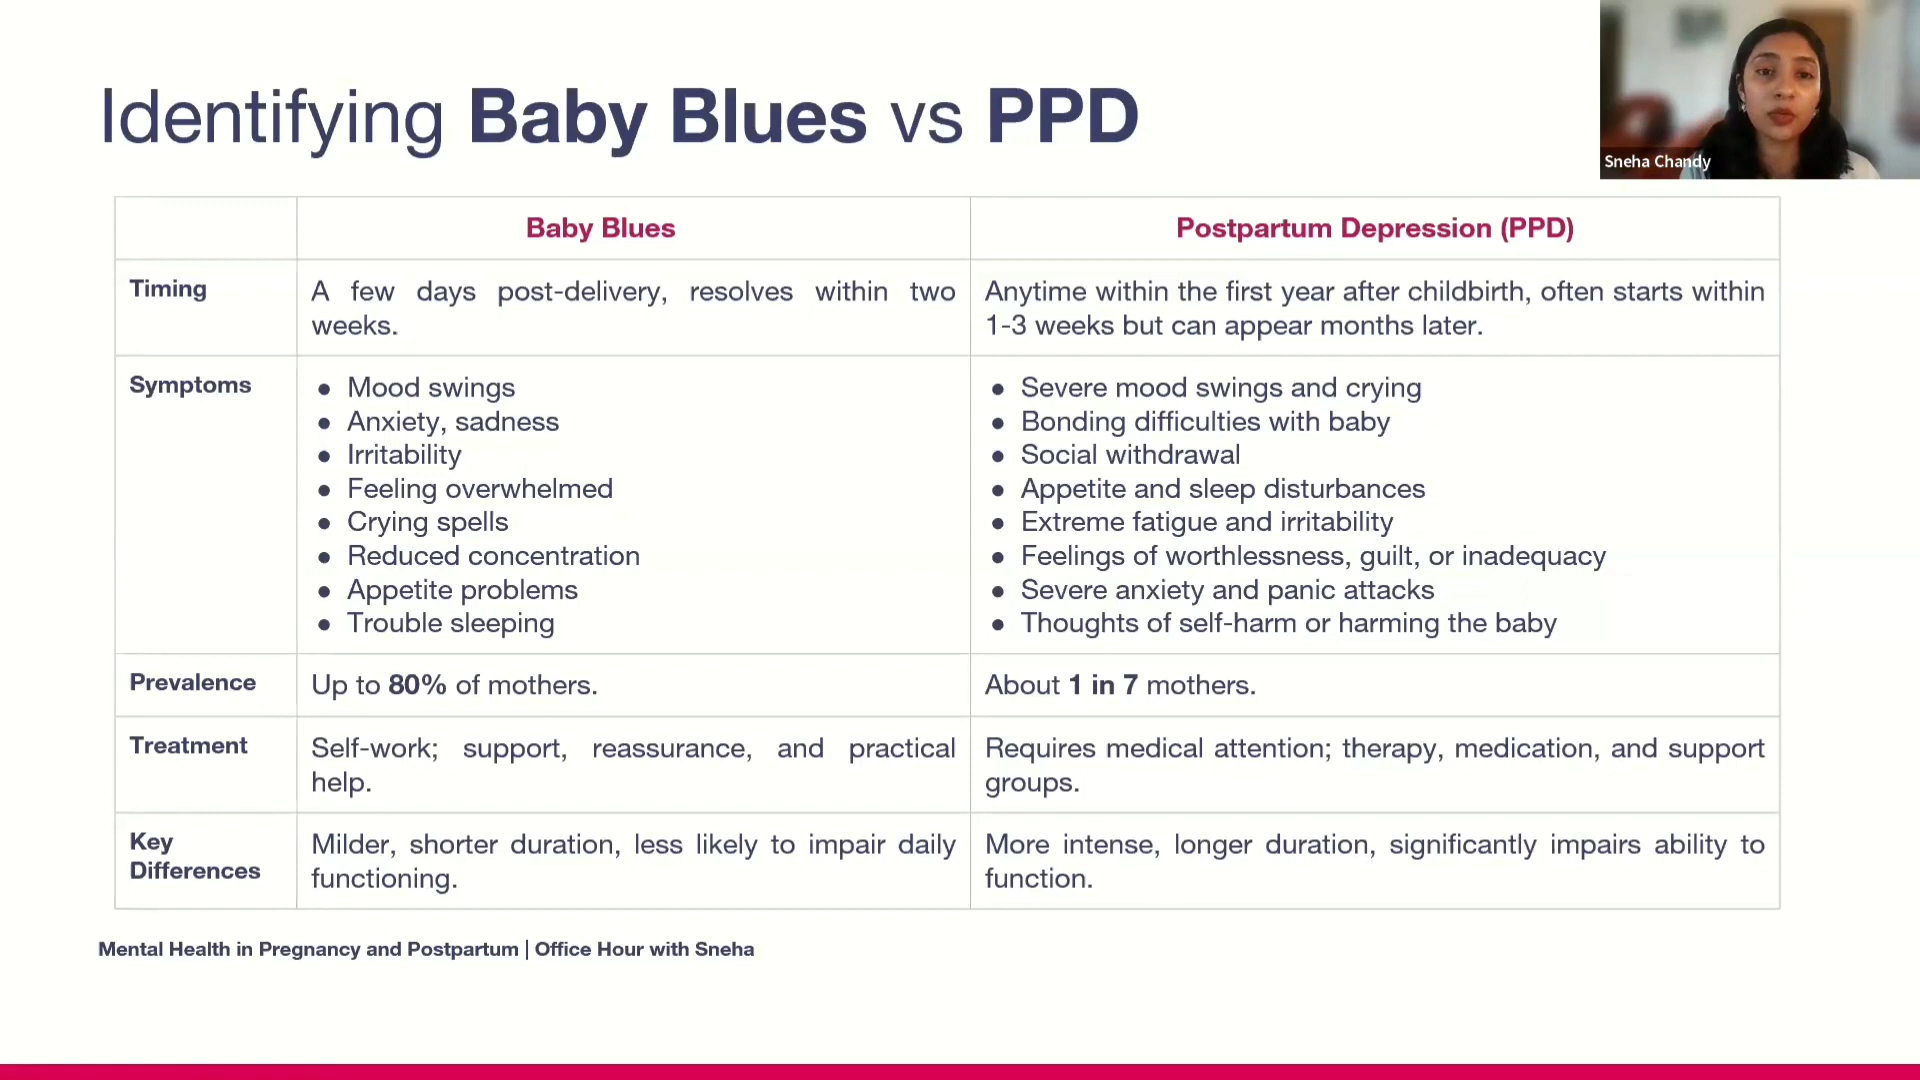 Identifying Baby Blues vs PPD
Sneha Chandy
Baby Blues
Postpartum Depression (PPD)
Timing
A few days post-delivery, resolves within two
weeks.
Anytime within the first year after childbirth, often starts within
1-3 weeks but can appear months later.
Symptoms
● Mood swings
● Anxiety, sadness
● Irritability
● Feeling overwhelmed
● Crying spells
● Reduced concentration
● Appetite problems
● Trouble sleeping
● Severe mood swings and crying
● Bonding difficulties with baby
● Social withdrawal
● Appetite and sleep disturbances
● Extreme fatigue and irritability
● Feelings of worthlessness, guilt, or inadequacy
● Severe anxiety and panic attacks
● Thoughts of self-harm or harming the baby
Prevalence
Up to 80% of mothers.
About 1 in 7 mothers.
Treatment
Self-work; support, reassurance, and practical
help.
Requires medical attention; therapy, medication, and support
groups.
Key
Differences
Milder, shorter duration, less likely to impair daily
functioning.
More intense, longer duration, significantly impairs ability to
function.
Mental Health in Pregnancy and Postpartum | Office Hour with Sneha